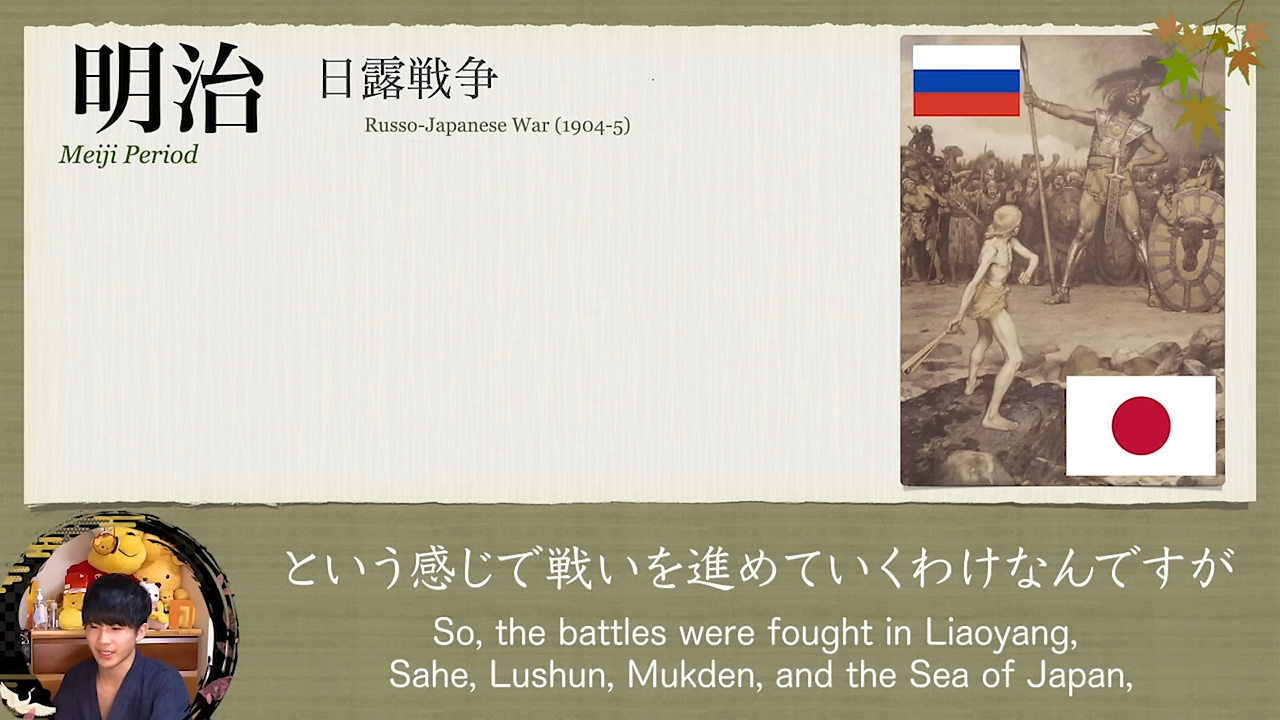 明治
Meiji Period
日露戦争
Russo-Japanese War (1904-5)
という感じで戦いを進めていくわけなんですが
So, the battles were fought in Liaoyang,
Sahe, Lushun, Mukden, and the Sea of Japan,